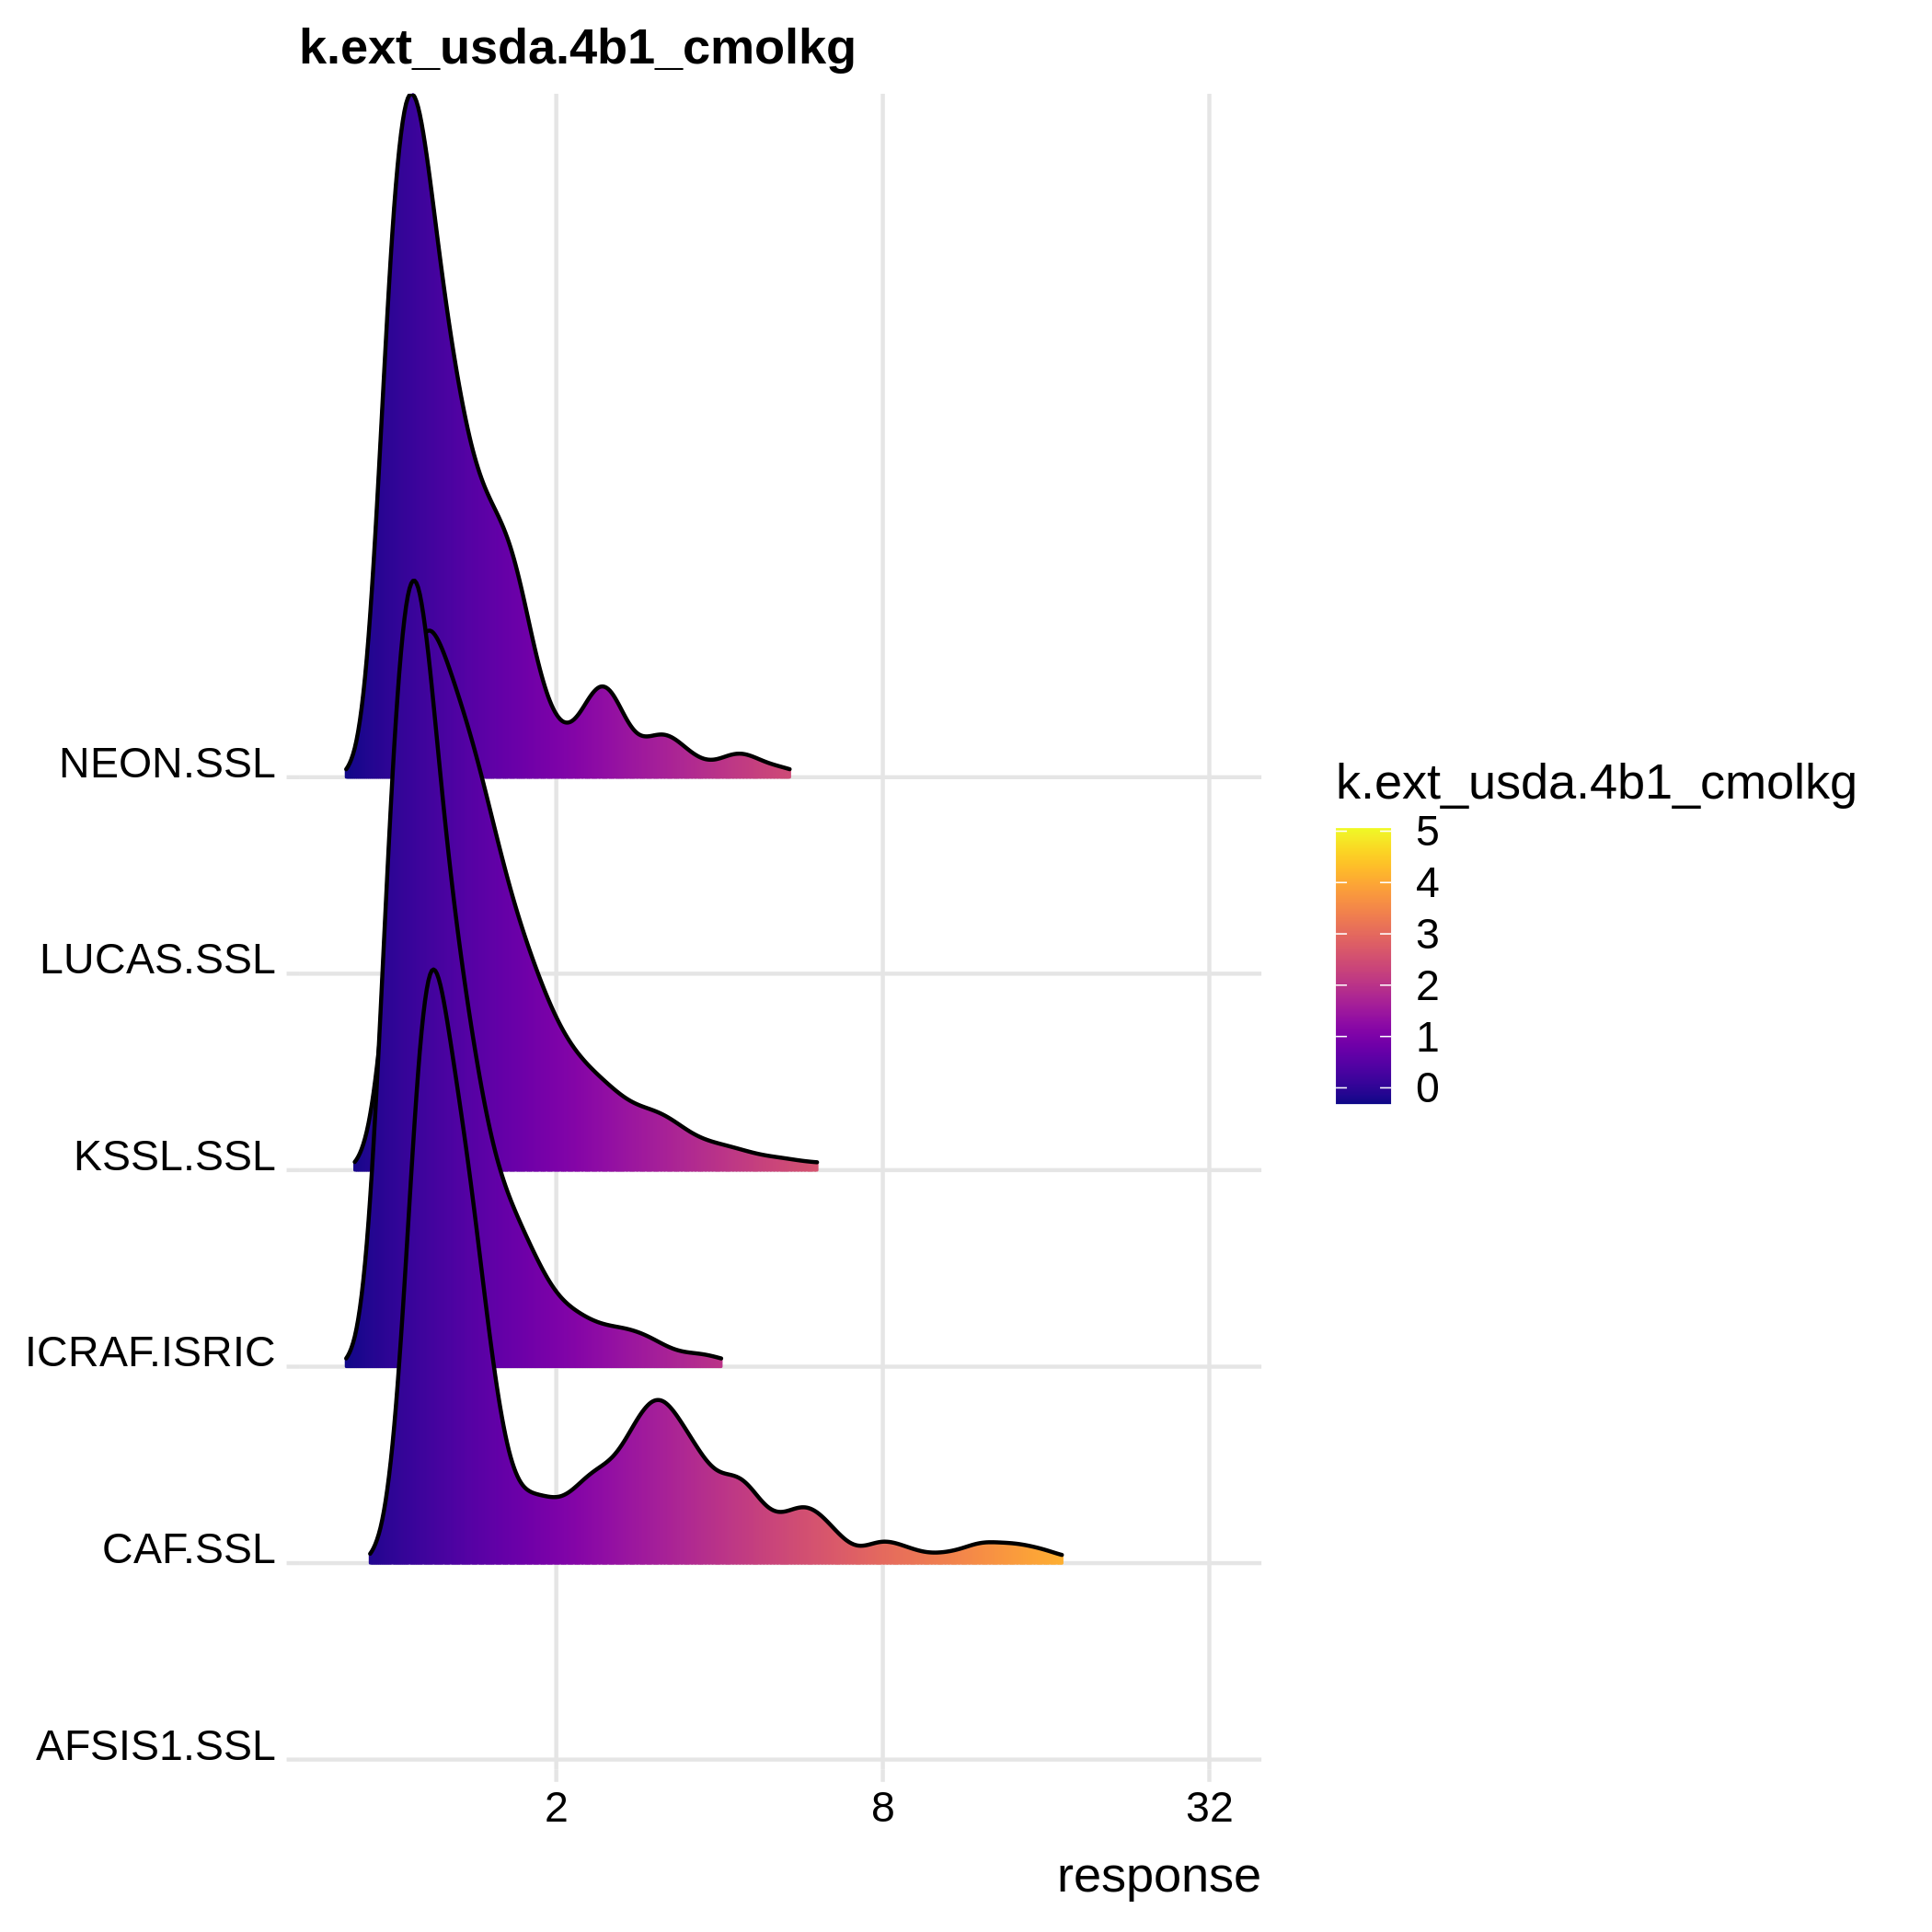 k.ext_usda.4b1_cmolkg
NEON.SSL
LUCAS.SSL
KSSL.SSL
ICRAF.ISRIC
CAF.SSL
AFSIS1.SSL
2 8 32
response
k.ext_usda.4b1_cmolkg
5
4
3
2
1
0